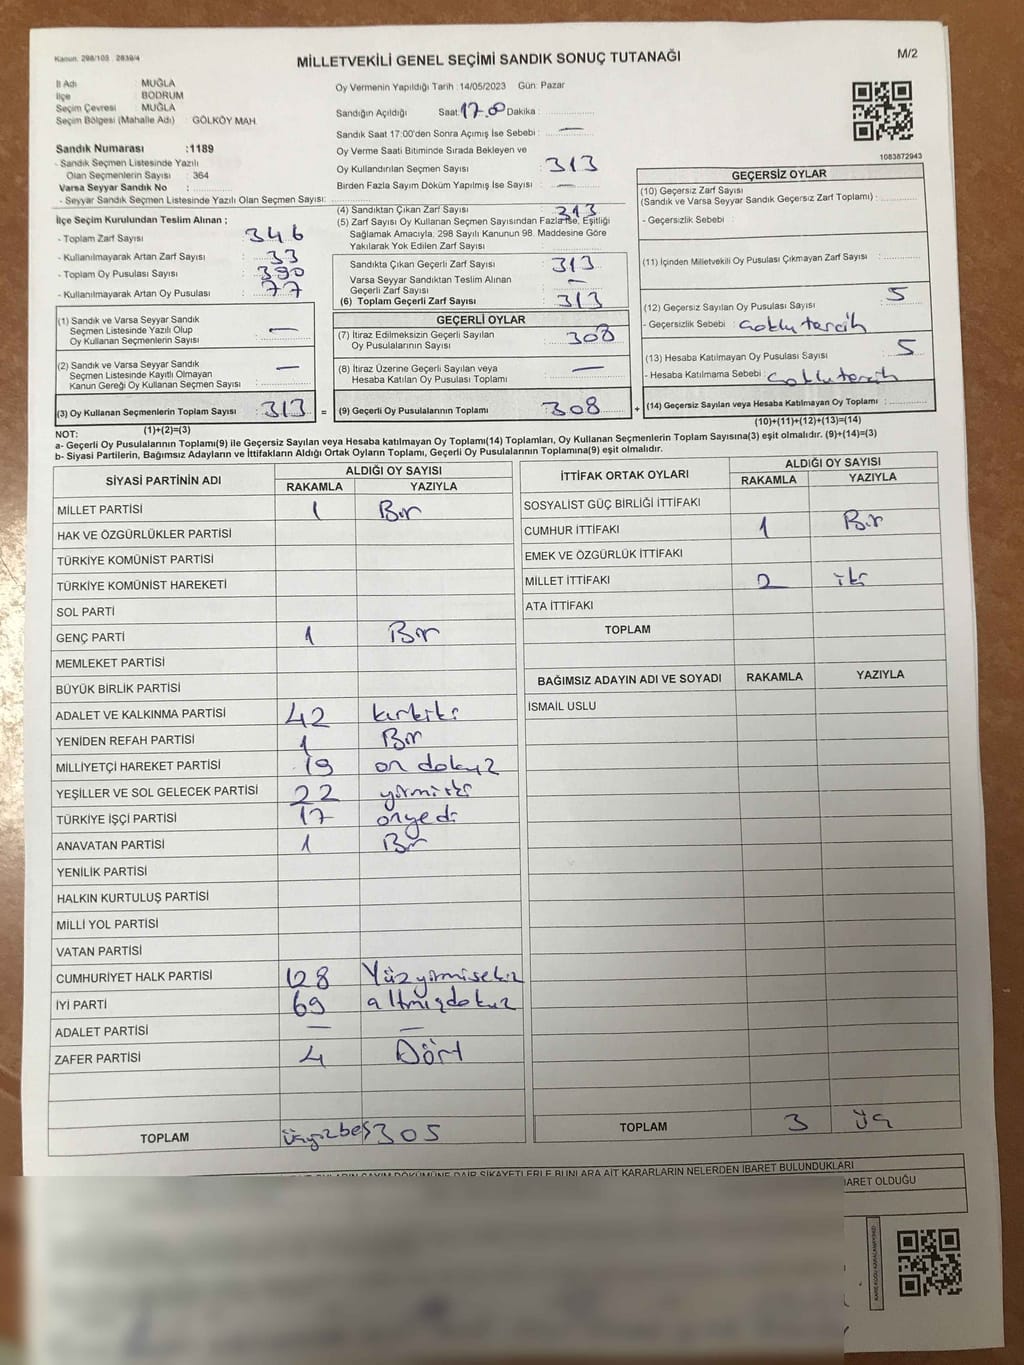 Kanun. 298/105 2839/4
MİLLETVEKİLİ GENEL SEÇİMİ SANDIK SONUÇ TUTANAĞI
M/2
İl Adı : MUĞLA
İlçe : BODRUM
Seçim Çevresi : MUĞLA
Seçim Bölgesi (Mahalle Adı) : GÖLKÖY MAH
Sandık Numarası :1189
- Sandık Seçmen Listesinde Yazılı
Olan Seçmenlerin Sayısı : 364
Varsa Seyyar Sandık No :
- Seyyar Sandık Seçmen Listesinde Yazılı Olan Seçmen Sayısı:
Oy Vermenin Yapıldığı Tarih :14/05/2023 Gün: Pazar
Sandığın Açıldığı Saat: 17.00 Dakika :
Sandık Saat 17:00'den Sonra Açımış İse Sebebi : —
Oy Verme Saati Bitiminde Sırada Bekleyen ve
Oy Kullandırılan Seçmen Sayısı : 313
Birden Fazla Sayım Döküm Yapılmış İse Sayısı : —
1083872943
İlçe Seçim Kurulundan Teslim Alınan ;
- Toplam Zarf Sayısı : 346
- Kullanılmayarak Artan Zarf Sayısı : 33
- Toplam Oy Pusulası Sayısı : 390
- Kullanılmayarak Artan Oy Pusulası : 77
(1) Sandık ve Varsa Seyyar Sandık
Seçmen Listesinde Yazılı Olup
Oy Kullanan Seçmenlerin Sayısı : —
(2) Sandık ve Varsa Seyyar Sandık
Seçmen Listesinde Kayıtlı Olmayan
Kanun Gereği Oy Kullanan Seçmen Sayısı : —
(3) Oy Kullanan Seçmenlerin Toplam Sayısı : 313 =
(1)+(2)=(3)
(4) Sandıktan Çıkan Zarf Sayısı : 313
(5) Zarf Sayısı Oy Kullanan Seçmen Sayısından Fazla İse, Eşitliği
Sağlamak Amacıyla, 298 Sayılı Kanunun 98. Maddesine Göre
Yakılarak Yok Edilen Zarf Sayısı :
Sandıkta Çıkan Geçerli Zarf Sayısı : 313
Varsa Seyyar Sandıktan Teslim Alınan
Geçerli Zarf Sayısı : —
(6) Toplam Geçerli Zarf Sayısı : 313
GEÇERLİ OYLAR
(7) İtiraz Edilmeksizin Geçerli Sayılan
Oy Pusulalarının Sayısı : 308
(8) İtiraz Üzerine Geçerli Sayılan veya
Hesaba Katılan Oy Pusulası Toplamı : —
(9) Geçerli Oy Pusulalarının Toplamı : 308 +
GEÇERSİZ OYLAR
(10) Geçersiz Zarf Sayısı
(Sandık ve Varsa Seyyar Sandık Geçersiz Zarf Toplamı) :
- Geçersizlik Sebebi :
(11) İçinden Milletvekili Oy Pusulası Çıkmayan Zarf Sayısı :
(12) Geçersiz Sayılan Oy Pusulası Sayısı : 5
- Geçersizlik Sebebi : çoklu tercih
(13) Hesaba Katılmayan Oy Pusulası Sayısı : 5
- Hesaba Katılmama Sebebi : çoklu tercih
(14) Geçersiz Sayılan veya Hesaba Katılmayan Oy Toplamı :
(10)+(11)+(12)+(13)=(14)
NOT:
a- Geçerli Oy Pusulalarının Toplamı(9) ile Geçersiz Sayılan veya Hesaba katılmayan Oy Toplamı(14) Toplamları, Oy Kullanan Seçmenlerin Toplam Sayısına(3) eşit olmalıdır. (9)+(14)=(3)
b- Siyasi Partilerin, Bağımsız Adayların ve İttifakların Aldığı Ortak Oyların Toplamı, Geçerli Oy Pusulalarının Toplamına(9) eşit olmalıdır.
SİYASİ PARTİNİN ADI
ALDIĞI OY SAYISI
RAKAMLA YAZIYLA
MİLLET PARTİSİ 1 Bir
HAK VE ÖZGÜRLÜKLER PARTİSİ
TÜRKİYE KOMÜNİST PARTİSİ
TÜRKİYE KOMÜNİST HAREKETİ
SOL PARTİ
GENÇ PARTİ 1 Bir
MEMLEKET PARTİSİ
BÜYÜK BİRLİK PARTİSİ
ADALET VE KALKINMA PARTİSİ 42 kırkiki
YENİDEN REFAH PARTİSİ 1 Bir
MİLLİYETÇİ HAREKET PARTİSİ 19 on dokuz
YEŞİLLER VE SOL GELECEK PARTİSİ 22 yirmi iki
TÜRKİYE İŞÇİ PARTİSİ 17 onyedi
ANAVATAN PARTİSİ 1 Bir
YENİLİK PARTİSİ
HALKIN KURTULUŞ PARTİSİ
MİLLİ YOL PARTİSİ
VATAN PARTİSİ
CUMHURİYET HALK PARTİSİ 128 Yüzyirmisekiz
İYİ PARTİ 69 altmışdokuz
ADALET PARTİSİ — —
ZAFER PARTİSİ 4 Dört
TOPLAM üçyüzbeş 305
İTTİFAK ORTAK OYLARI
ALDIĞI OY SAYISI
RAKAMLA YAZIYLA
SOSYALİST GÜÇ BİRLİĞİ İTTİFAKI
CUMHUR İTTİFAKI 1 Bir
EMEK VE ÖZGÜRLÜK İTTİFAKI
MİLLET İTTİFAKI 2 iki
ATA İTTİFAKI
TOPLAM
BAĞIMSIZ ADAYIN ADI VE SOYADI RAKAMLA YAZIYLA
İSMAİL USLU
TOPLAM 3 üç
SAYIM DÖKÜMÜNE DAİR ŞİKAYETLERLE BUNLARA AİT KARARLARIN NELERDEN İBARET BULUNDUKLARI
BARET OLDUĞU